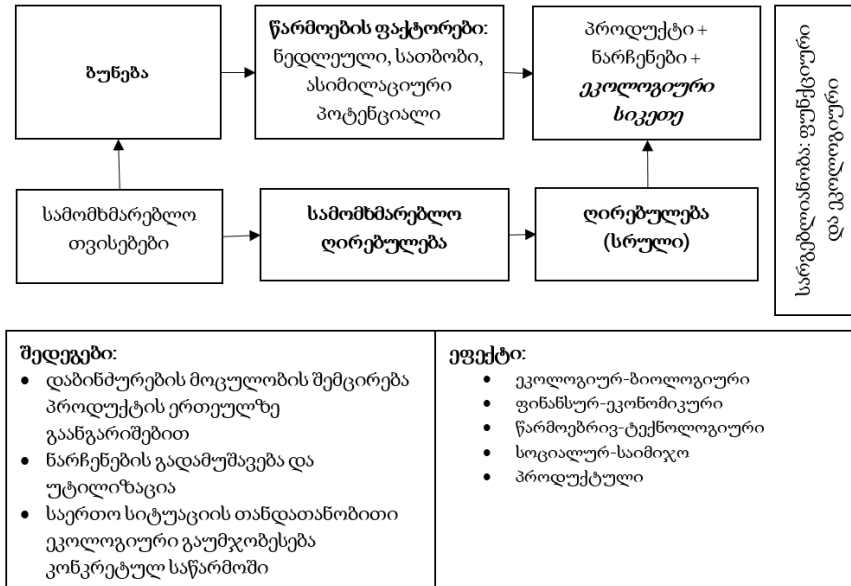 ბუნება
წარმოების ფაქტორები:
ნედლეული, სათბობი,
ასიმილაციური
პოტენციალი
პროდუქტი +
ნარჩენები +
ეკოლოგიური
სიკეთე
სამომხმარებლო
თვისებები
სამომხმარებლო
ღირებულება
ღირებულება
(სრული)
სარგებლიანობა: ფუნქციური
და ეკოლოგიური
შედეგები:
• დაბინძურების მოცულობის შემცირება
პროდუქტის ერთეულზე
გაანგარიშებით
• ნარჩენების გადამუშავება და
უტილიზაცია
• საერთო სიტუაციის თანდათანობითი
ეკოლოგიური გაუმჯობესება
კონკრეტულ საწარმოში
ეფექტი:
• ეკოლოგიურ-ბიოლოგიური
• ფინანსურ-ეკონომიკური
• წარმოებრივ-ტექნოლოგიური
• სოციალურ-საიმიჯო
• პროდუქტული